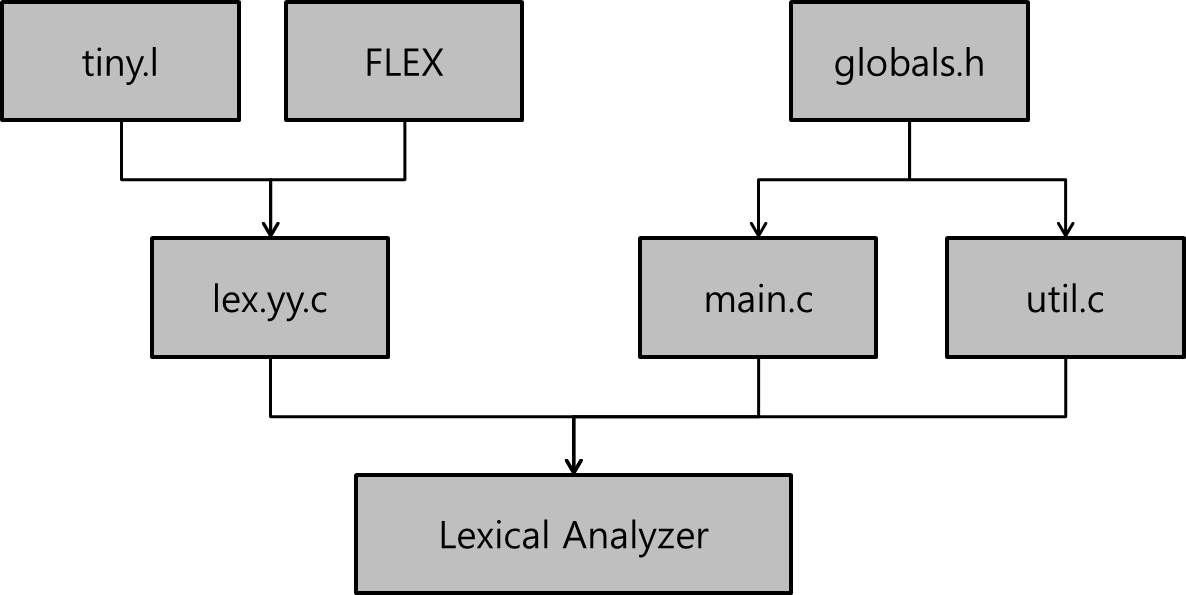 tiny.l
FLEX
globals.h
lex.yy.c
main.c
util.c
Lexical Analyzer